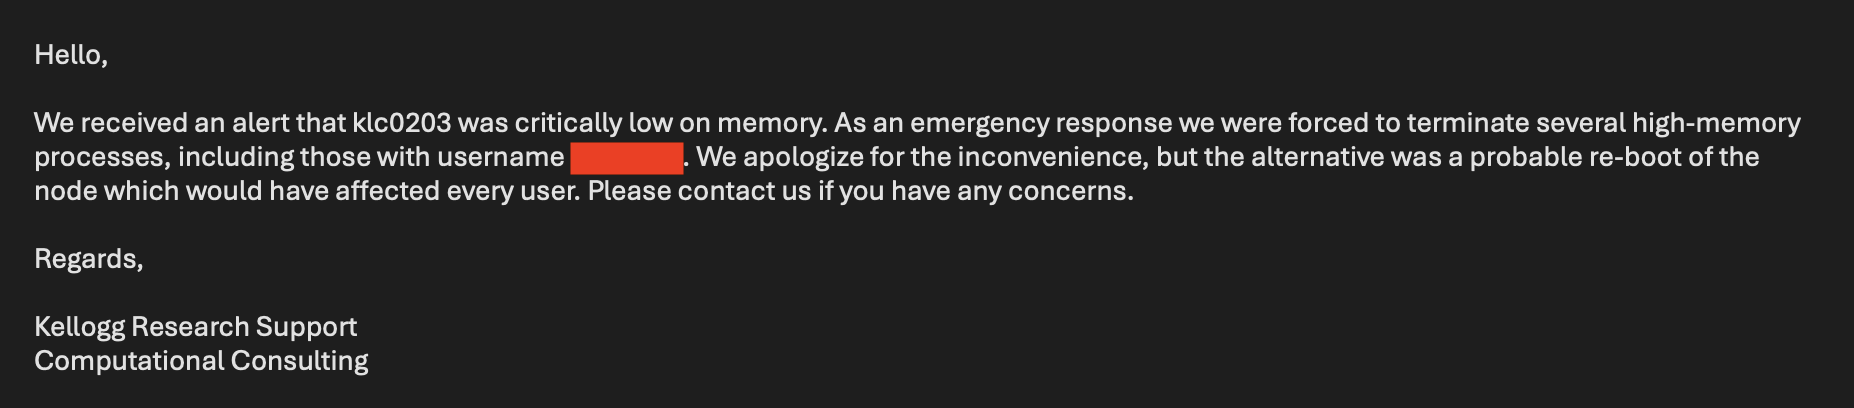 Hello,
We received an alert that klc0203 was critically low on memory. As an emergency response we were forced to terminate several high-memory
processes, including those with username . We apologize for the inconvenience, but the alternative was a probable re-boot of the
node which would have affected every user. Please contact us if you have any concerns.
Regards,
Kellogg Research Support
Computational Consulting